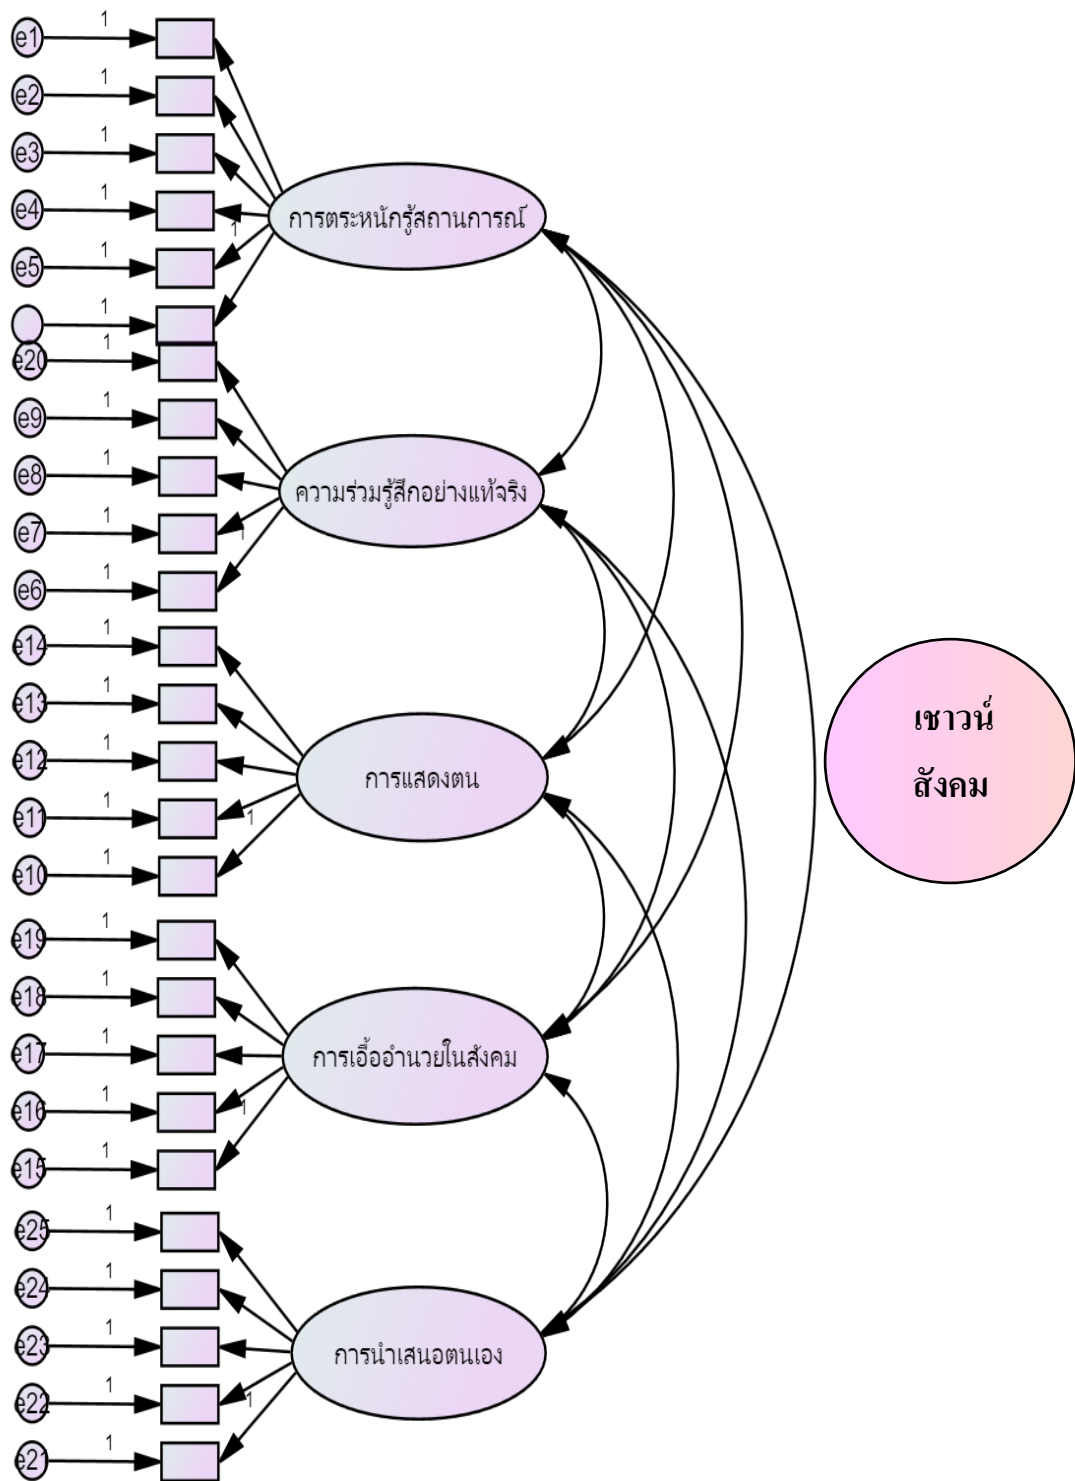 e1 1
e2 1
e3 1
e4 1
e5 1
1
1
การตระหนักรู้สถานการณ์
e20 1
e9 1
e8 1
e7 1
1
e6 1
ความร่วมรู้สึกอย่างแท้จริง
e14 1
e13 1
e12 1
e11 1
1
e10 1
การแสดงตน
เชาวน์
สังคม
e19 1
e18 1
e17 1
e16 1
1
e15 1
การเอื้ออำนวยในสังคม
e25 1
e24 1
e23 1
e22 1
1
e21 1
การนำเสนอตนเอง